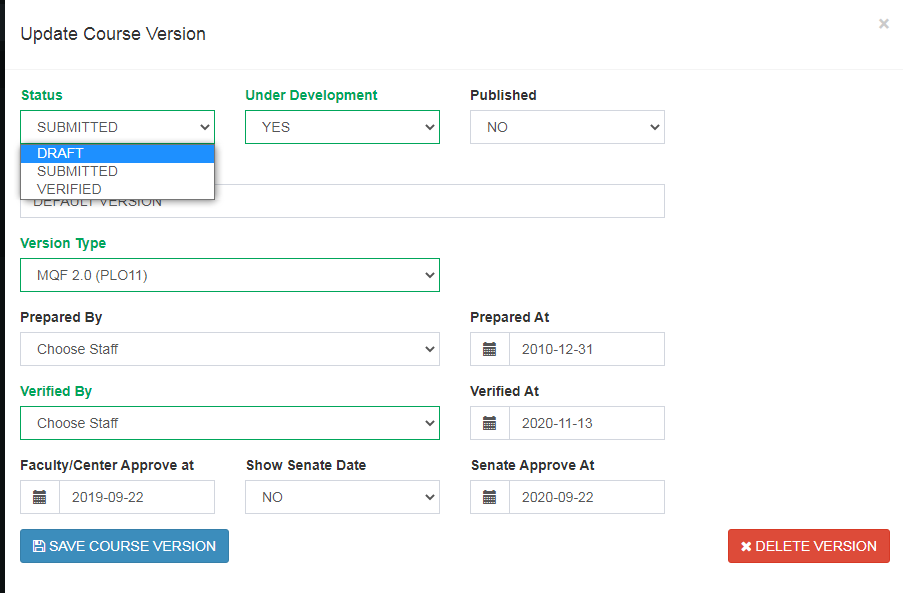 Update Course Version
×
Status Under Development Published
SUBMITTED YES NO
DRAFT
SUBMITTED
VERIFIED
DEFAULT VERSION
Version Type
MQF 2.0 (PLO11)
Prepared By Prepared At
Choose Staff 2010-12-31
Verified By Verified At
Choose Staff 2020-11-13
Faculty/Center Approve at Show Senate Date Senate Approve At
2019-09-22 NO 2020-09-22
SAVE COURSE VERSION DELETE VERSION